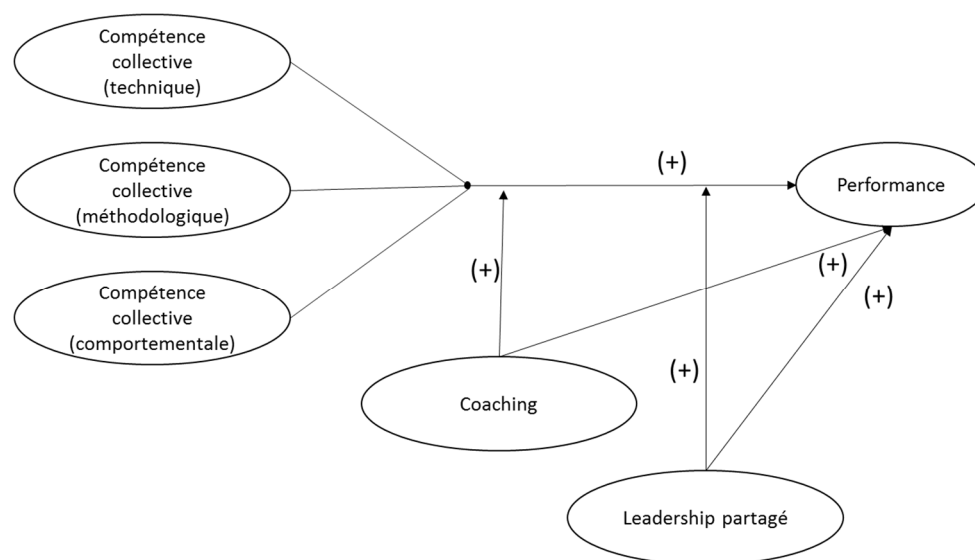 Compétence
collective
(technique)
Compétence
collective
(méthodologique)
Compétence
collective
(comportementale)
(+)
Performance
(+)
(+)
(+)
(+)
Coaching
Leadership partagé